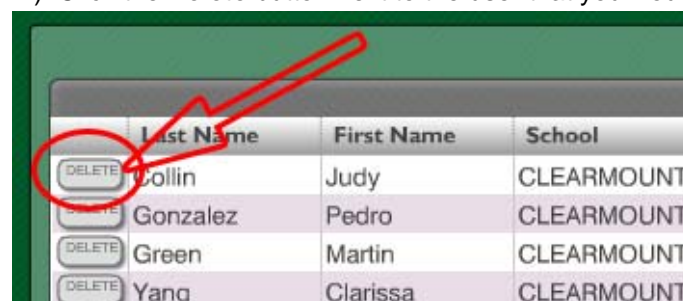 Last Name First Name School
DELETE Collin Judy CLEARMOUNT
DELETE Gonzalez Pedro CLEARMOUNT
DELETE Green Martin CLEARMOUNT
DELETE Yang Clarissa CLEARMOUNT